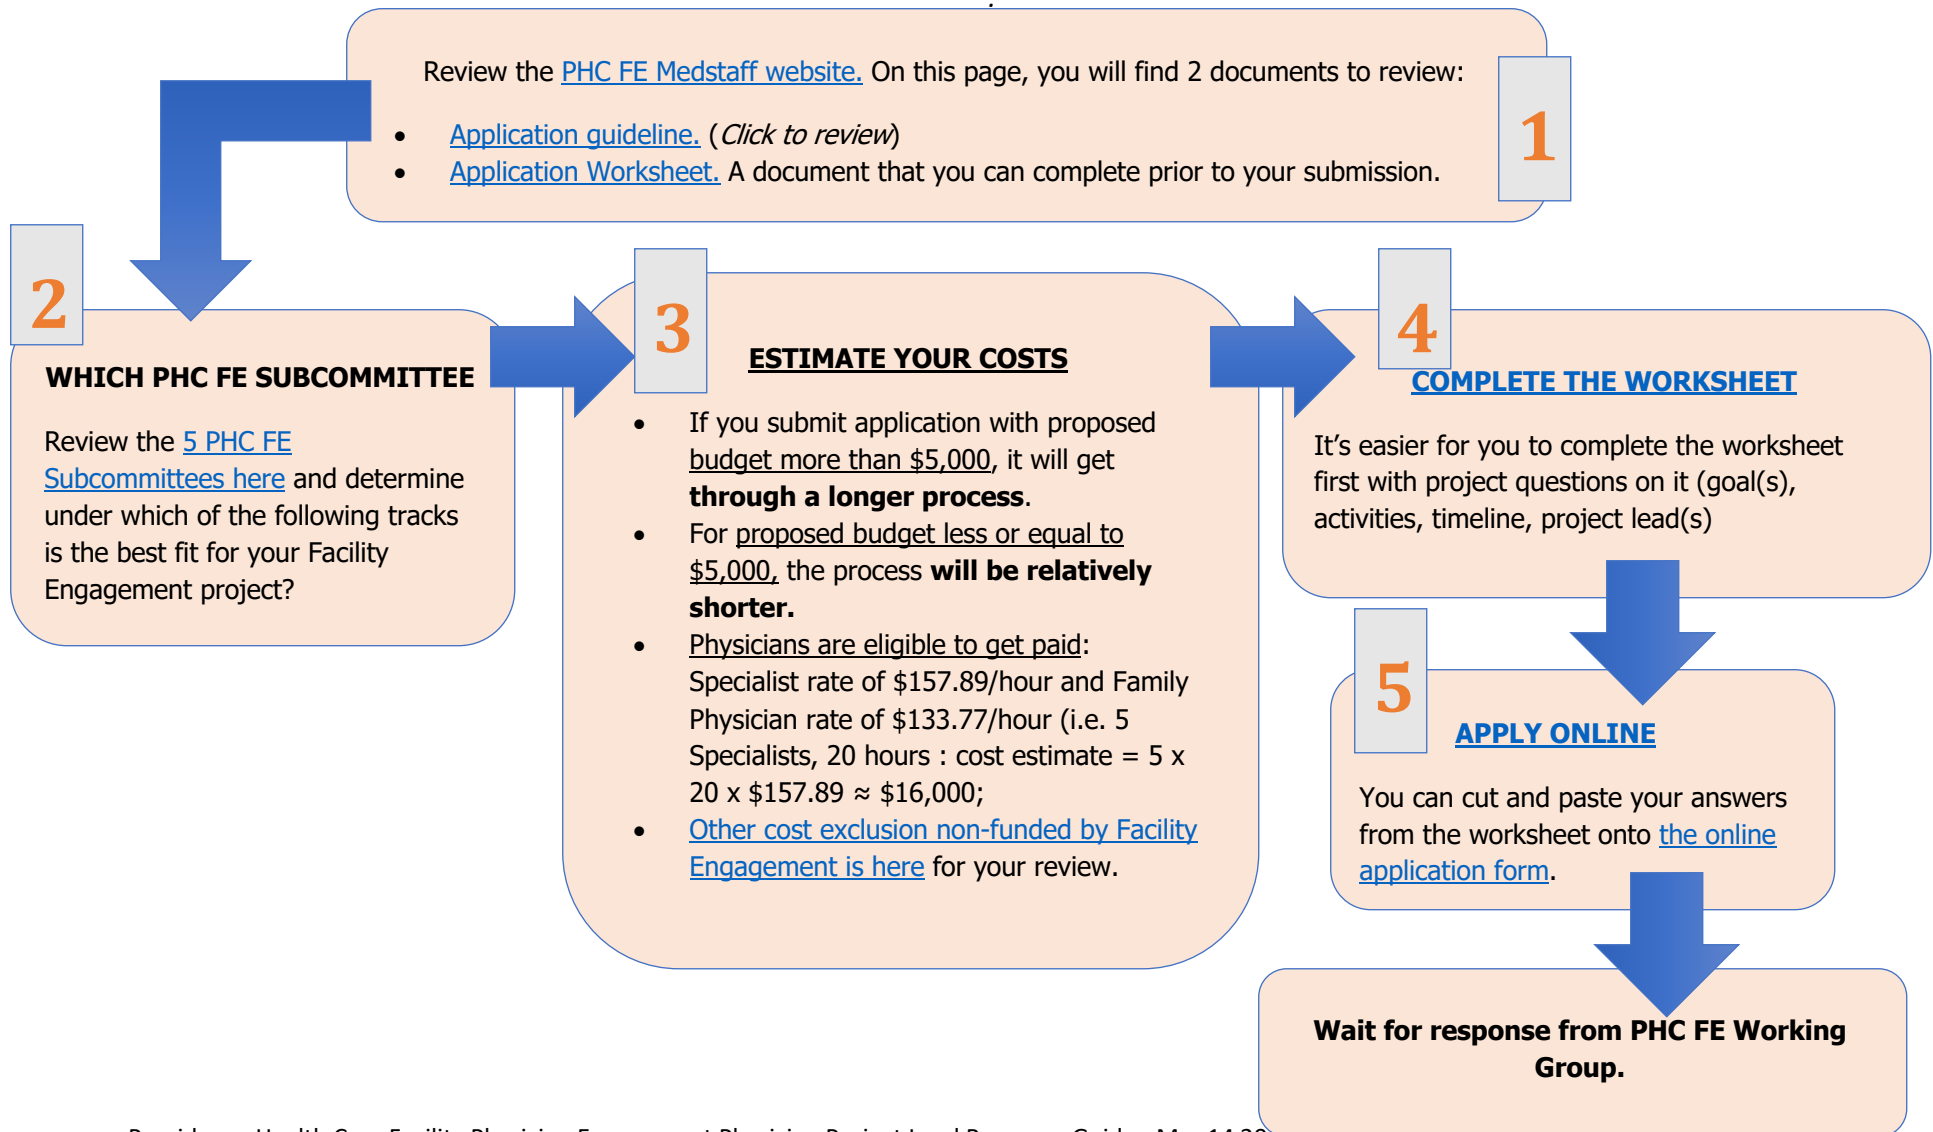 Review the PHC FE Medstaff website. On this page, you will find 2 documents to review:
• Application guideline. (Click to review)
• Application Worksheet. A document that you can complete prior to your submission.
1
2
WHICH PHC FE SUBCOMMITTEE
Review the 5 PHC FE
Subcommittees here and determine
under which of the following tracks
is the best fit for your Facility
Engagement project?
3
ESTIMATE YOUR COSTS
• If you submit application with proposed
budget more than $5,000, it will get
through a longer process.
• For proposed budget less or equal to
$5,000, the process will be relatively
shorter.
• Physicians are eligible to get paid:
Specialist rate of $157.89/hour and Family
Physician rate of $133.77/hour (i.e. 5
Specialists, 20 hours : cost estimate = 5 x
20 x $157.89 ≈ $16,000;
• Other cost exclusion non-funded by Facility
Engagement is here for your review.
4
COMPLETE THE WORKSHEET
It's easier for you to complete the worksheet
first with project questions on it (goal(s),
activities, timeline, project lead(s)
5
APPLY ONLINE
You can cut and paste your answers
from the worksheet onto the online
application form.
Wait for response from PHC FE Working
Group.